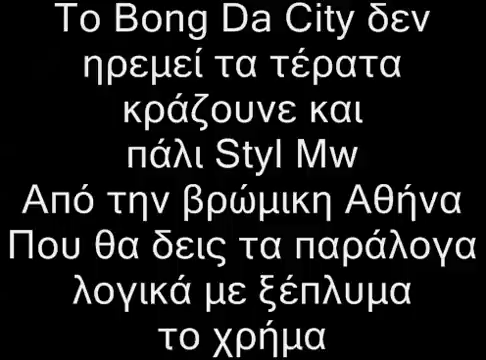 Το Bong Da City δεν
ηρεμεί τα τέρατα
κράζουνε και
πάλι Styl Mw
Από την βρώμικη Αθήνα
Που θα δεις τα παράλογα
λογικά με ξέπλυμα
το χρήμα